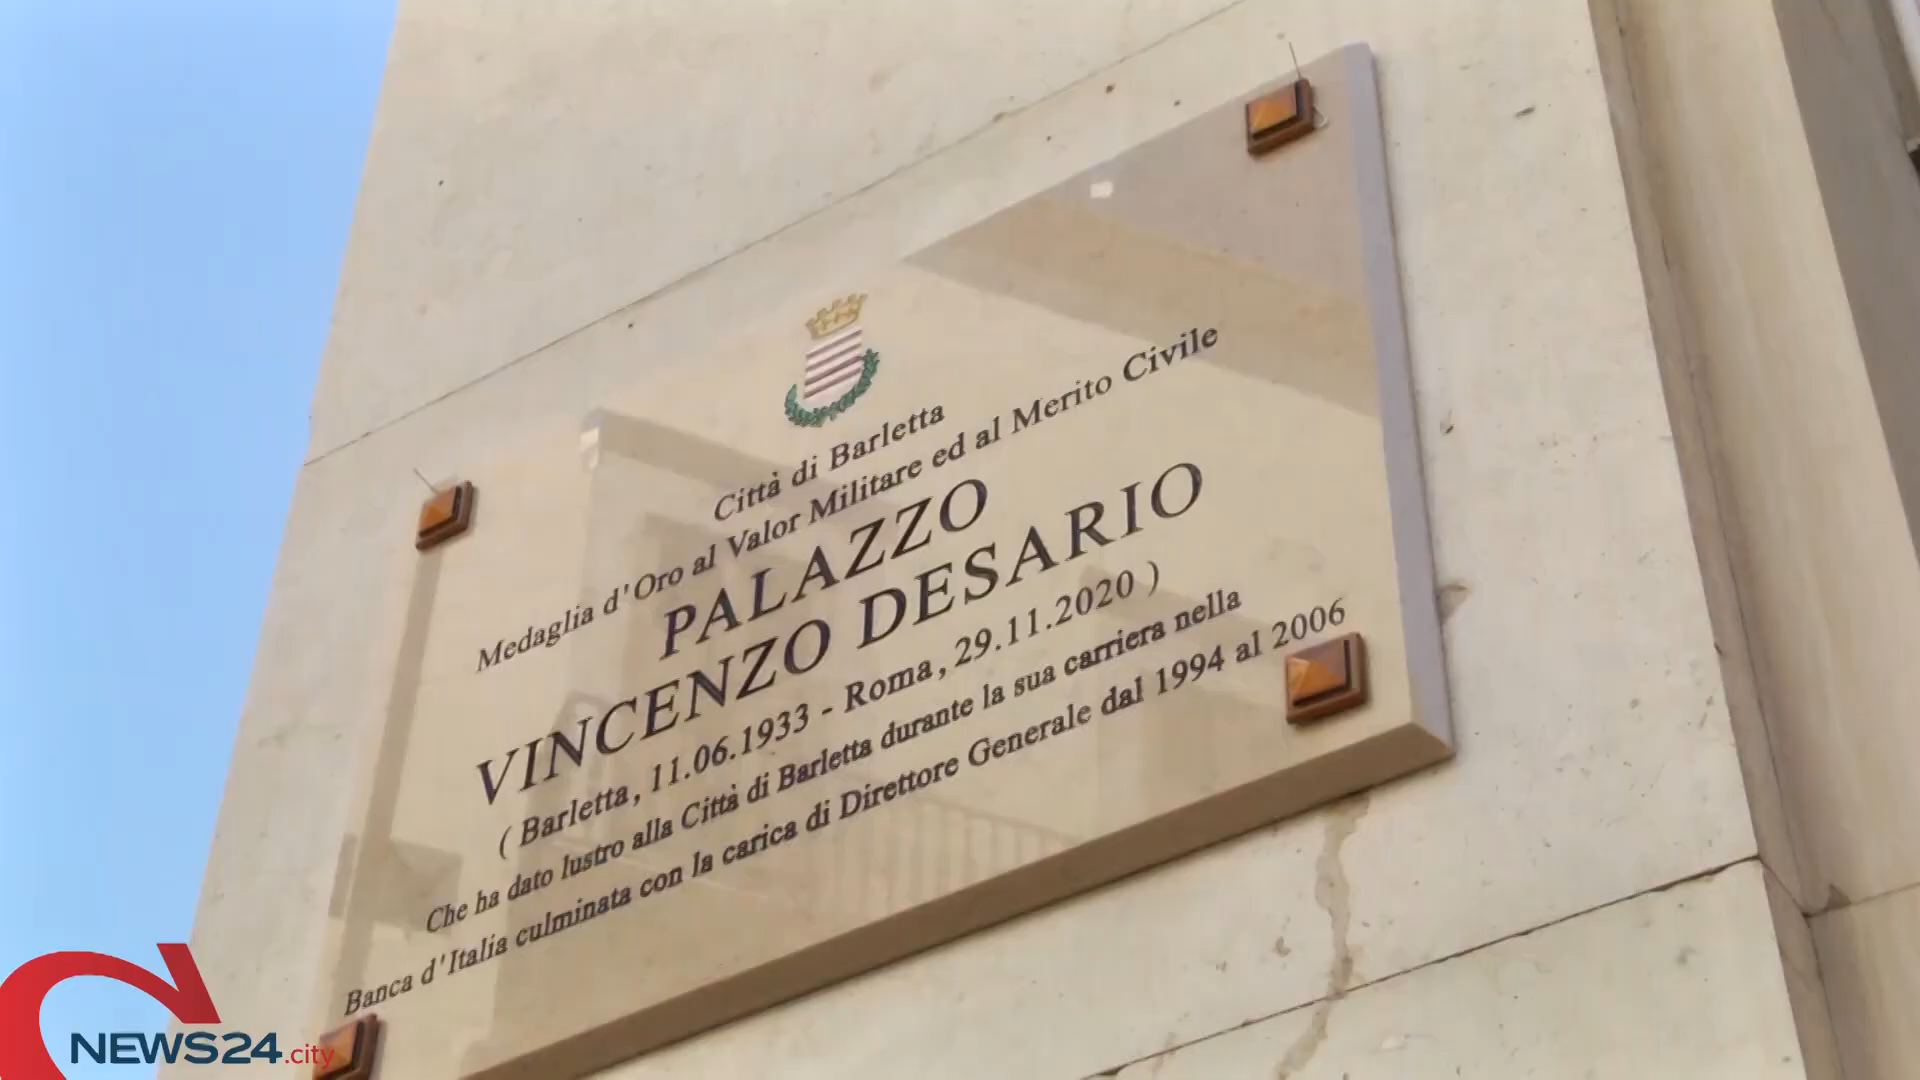 Città di Barletta
Medaglia d'Oro al Valor Militare ed al Merito Civile
PALAZZO
VINCENZO DESARIO
( Barletta, 11.06.1933 - Roma, 29.11.2020 )
Che ha dato lustro alla Città di Barletta durante la sua carriera nella
Banca d'Italia culminata con la carica di Direttore Generale dal 1994 al 2006
NEWS24.city